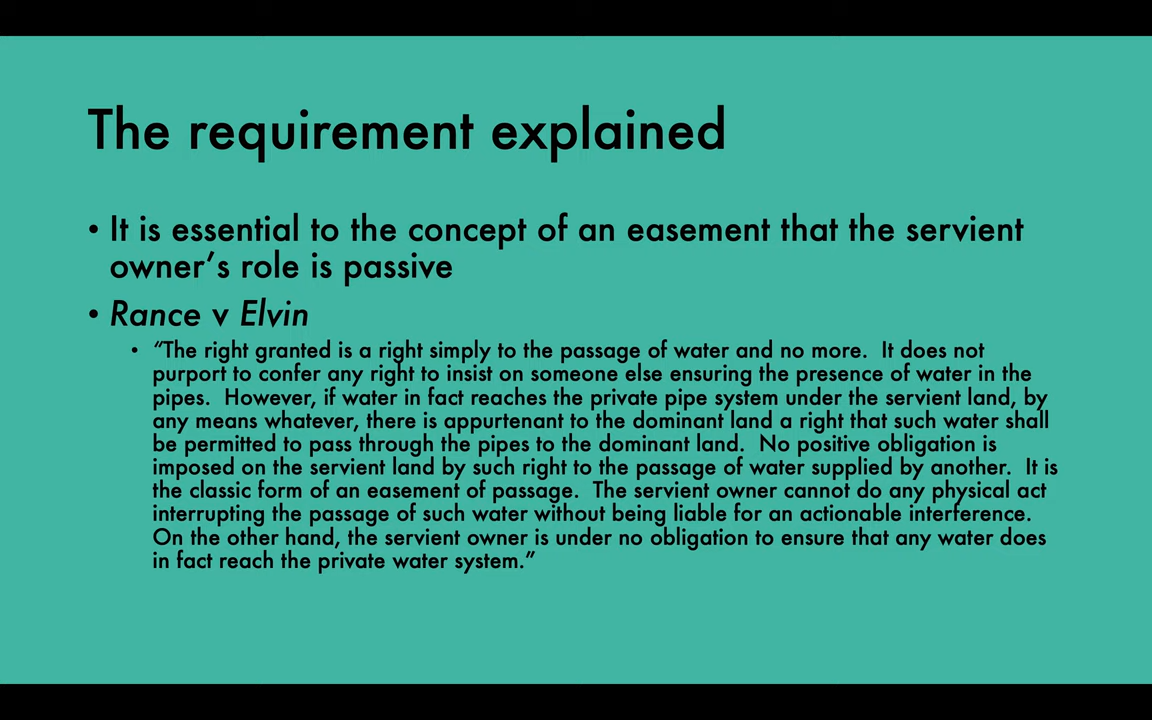 The requirement explained
• It is essential to the concept of an easement that the servient
owner’s role is passive
• Rance v Elvin
• “The right granted is a right simply to the passage of water and no more.  It does not
purport to confer any right to insist on someone else ensuring the presence of water in the
pipes.  However, if water in fact reaches the private pipe system under the servient land, by
any means whatever, there is appurtenant to the dominant land a right that such water shall
be permitted to pass through the pipes to the dominant land.  No positive obligation is
imposed on the servient land by such right to the passage of water supplied by another.  It is
the classic form of an easement of passage.  The servient owner cannot do any physical act
interrupting the passage of such water without being liable for an actionable interference.
On the other hand, the servient owner is under no obligation to ensure that any water does
in fact reach the private water system.”